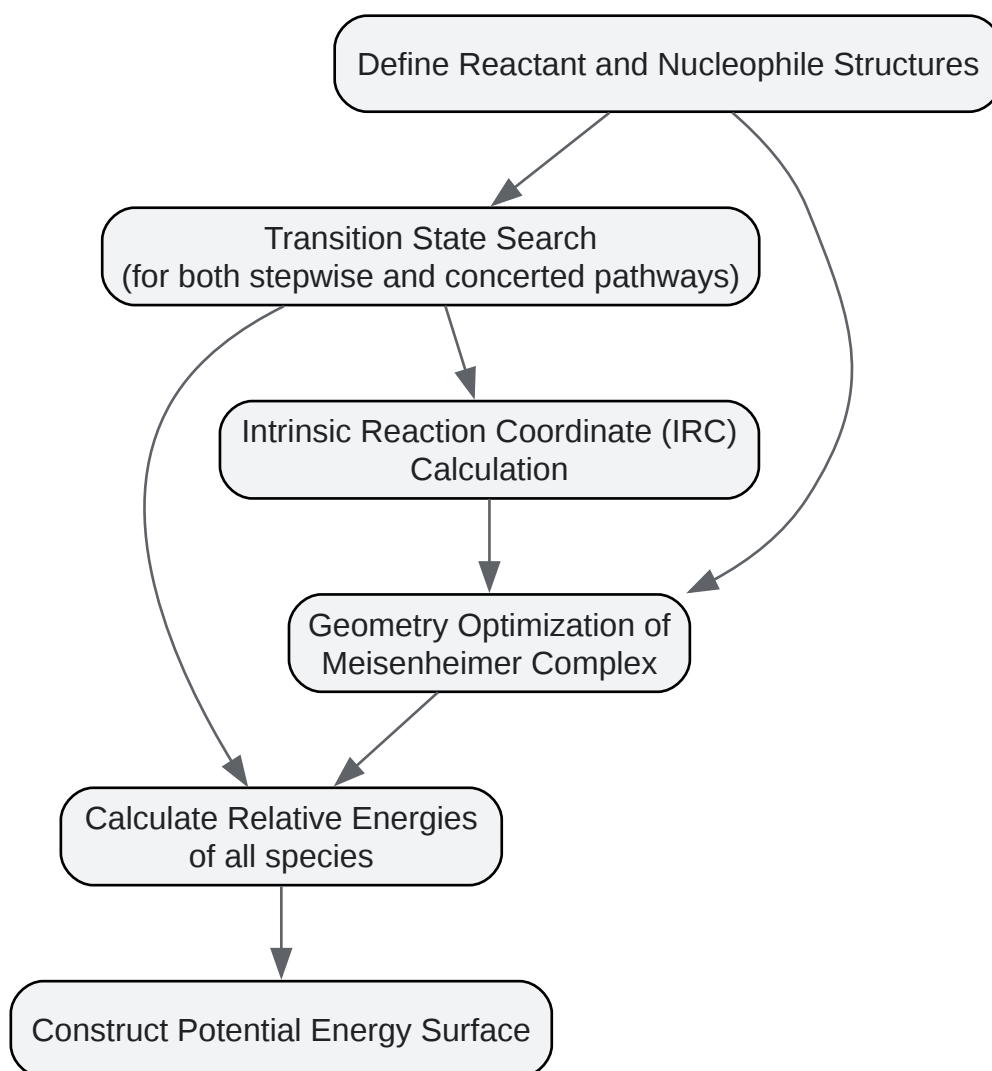 Define Reactant and Nucleophile Structures
Transition State Search
(for both stepwise and concerted pathways)
Intrinsic Reaction Coordinate (IRC)
Calculation
Geometry Optimization of
Meisenheimer Complex
Calculate Relative Energies
of all species
Construct Potential Energy Surface